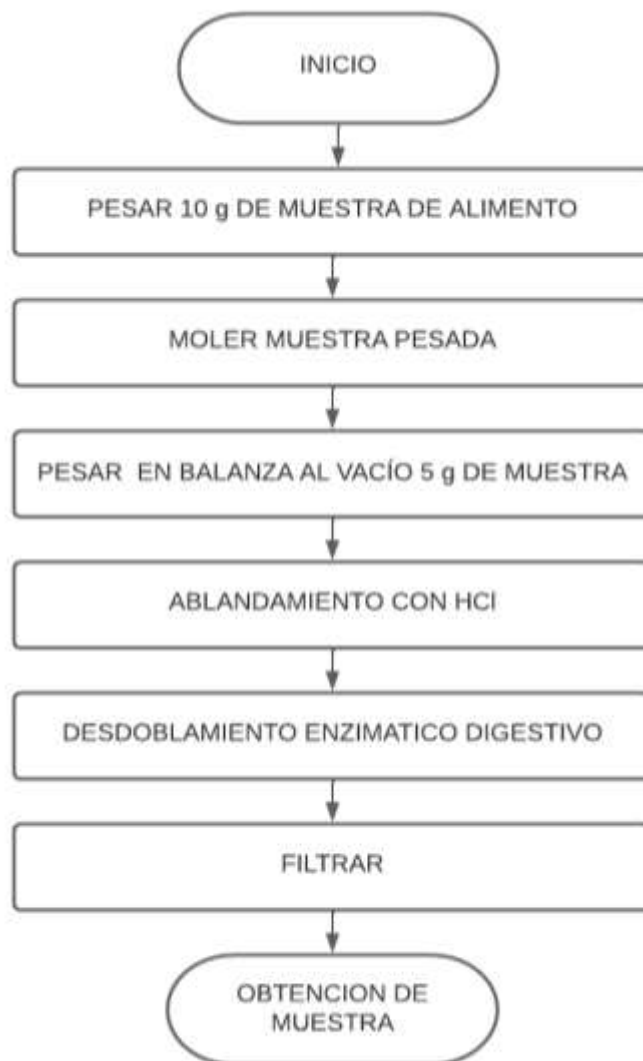 INICIO
PESAR 10 g DE MUESTRA DE ALIMENTO
MOLER MUESTRA PESADA
PESAR EN BALANZA AL VACÍO 5 g DE MUESTRA
ABLANDAMIENTO CON HCl
DESDOBLAMIENTO ENZIMATICO DIGESTIVO
FILTRAR
OBTENCION DE
MUESTRA